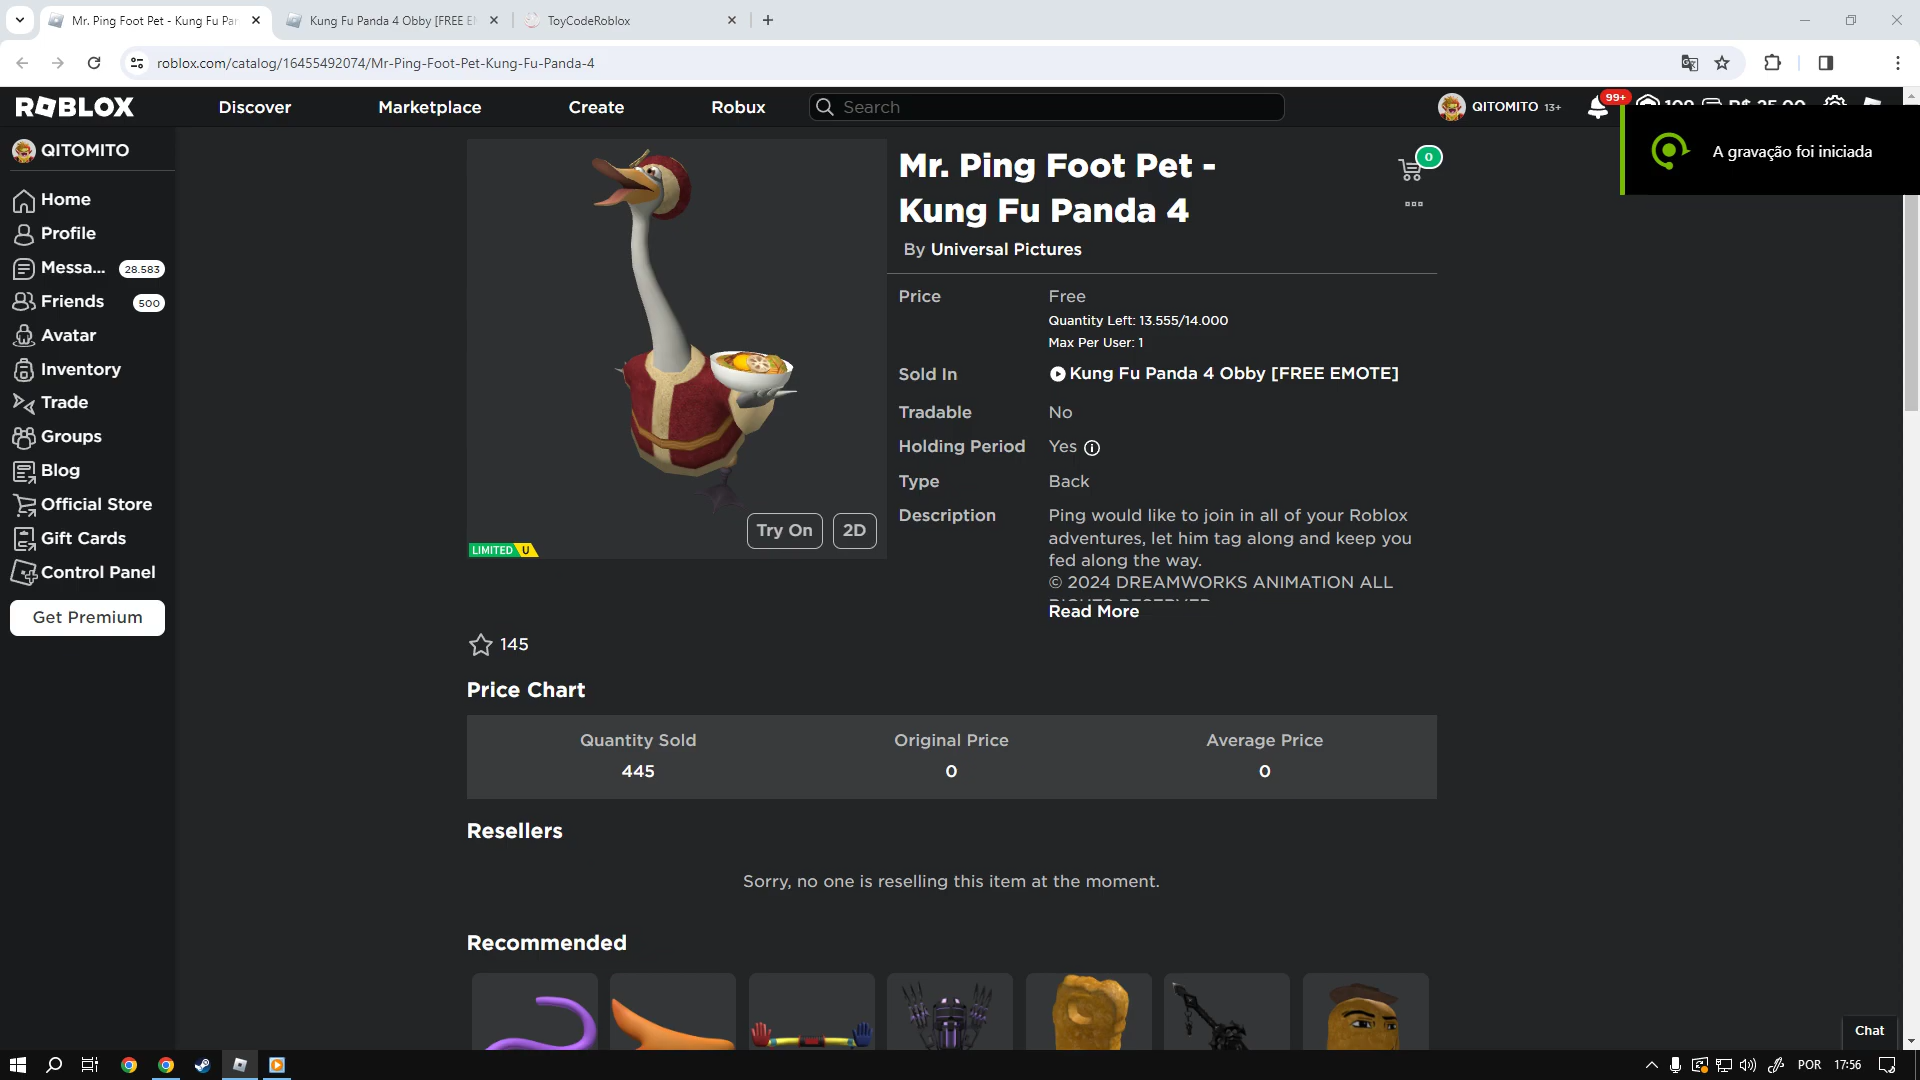 Mr. Ping Foot Pet - Kung Fu Pan
Kung Fu Panda 4 Obby [FREE EM
ToyCodeRoblox
roblox.com/catalog/16455492074/Mr-Ping-Foot-Pet-Kung-Fu-Panda-4
ROBLOX
Discover
Marketplace
Create
Robux
Search
QITOMITO 13+
99+
A gravação foi iniciada
QITOMITO
Home
Profile
Messa... 28.583
Friends 500
Avatar
Inventory
Trade
Groups
Blog
Official Store
Gift Cards
Control Panel
Get Premium
Try On
2D
LIMITED U
Mr. Ping Foot Pet -
Kung Fu Panda 4
0
By Universal Pictures
Price Free
Quantity Left: 13.555/14.000
Max Per User: 1
Sold In Kung Fu Panda 4 Obby [FREE EMOTE]
Tradable No
Holding Period Yes
Type Back
Description Ping would like to join in all of your Roblox
adventures, let him tag along and keep you
fed along the way.
© 2024 DREAMWORKS ANIMATION ALL
Read More
145
Price Chart
Quantity Sold Original Price Average Price
445 0 0
Resellers
Sorry, no one is reselling this item at the moment.
Recommended
Chat
POR 17:56